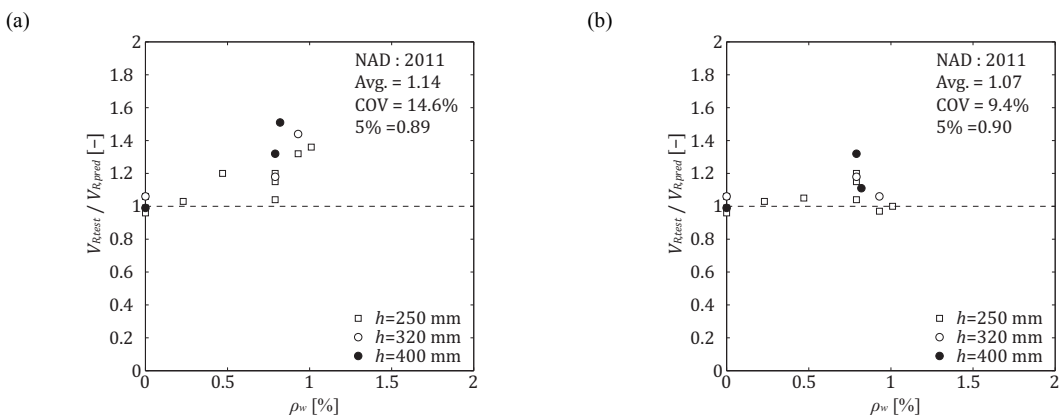 (a)
V_R,test / V_R,pred [−]
2
1.8
1.6
1.4
1.2
1
0.8
0.6
0.4
0.2
0
NAD : 2011
Avg. = 1.14
COV = 14.6%
5% =0.89
h=250 mm
h=320 mm
h=400 mm
0 0.5 1 1.5 2
ρw [%]
(b)
V_R,test / V_R,pred [−]
2
1.8
1.6
1.4
1.2
1
0.8
0.6
0.4
0.2
0
NAD : 2011
Avg. = 1.07
COV = 9.4%
5% =0.90
h=250 mm
h=320 mm
h=400 mm
0 0.5 1 1.5 2
ρw [%]